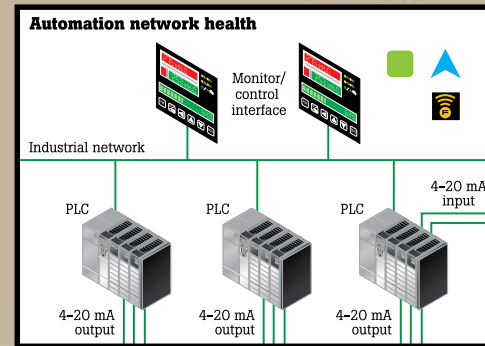 Automation network health
Monitor/
control
interface
Industrial network
4–20 mA
input
PLC
PLC
PLC
4–20 mA
output
4–20 mA
output
4–20 mA
output
F